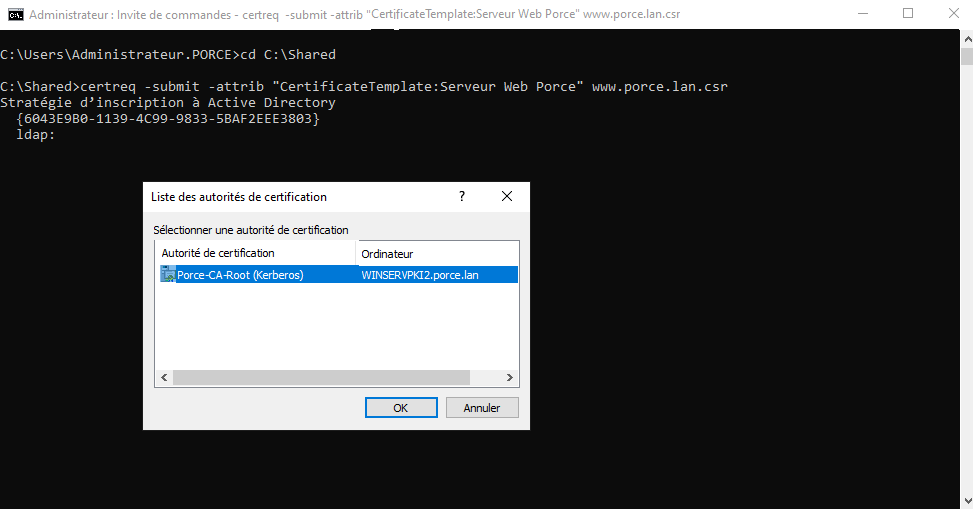 Administrateur : Invite de commandes - certreq  -submit -attrib "CertificateTemplate:Serveur Web Porce" www.porce.lan.csr
C:\Users\Administrateur.PORCE>cd C:\Shared
C:\Shared>certreq -submit -attrib "CertificateTemplate:Serveur Web Porce" www.porce.lan.csr
Stratégie d’inscription à Active Directory
{6043E9B0-1139-4C99-9833-5BAF2EEE3803}
ldap:
Liste des autorités de certification
Sélectionner une autorité de certification
Autorité de certification Ordinateur
Porce-CA-Root (Kerberos) WINSERVPKI2.porce.lan
OK Annuler